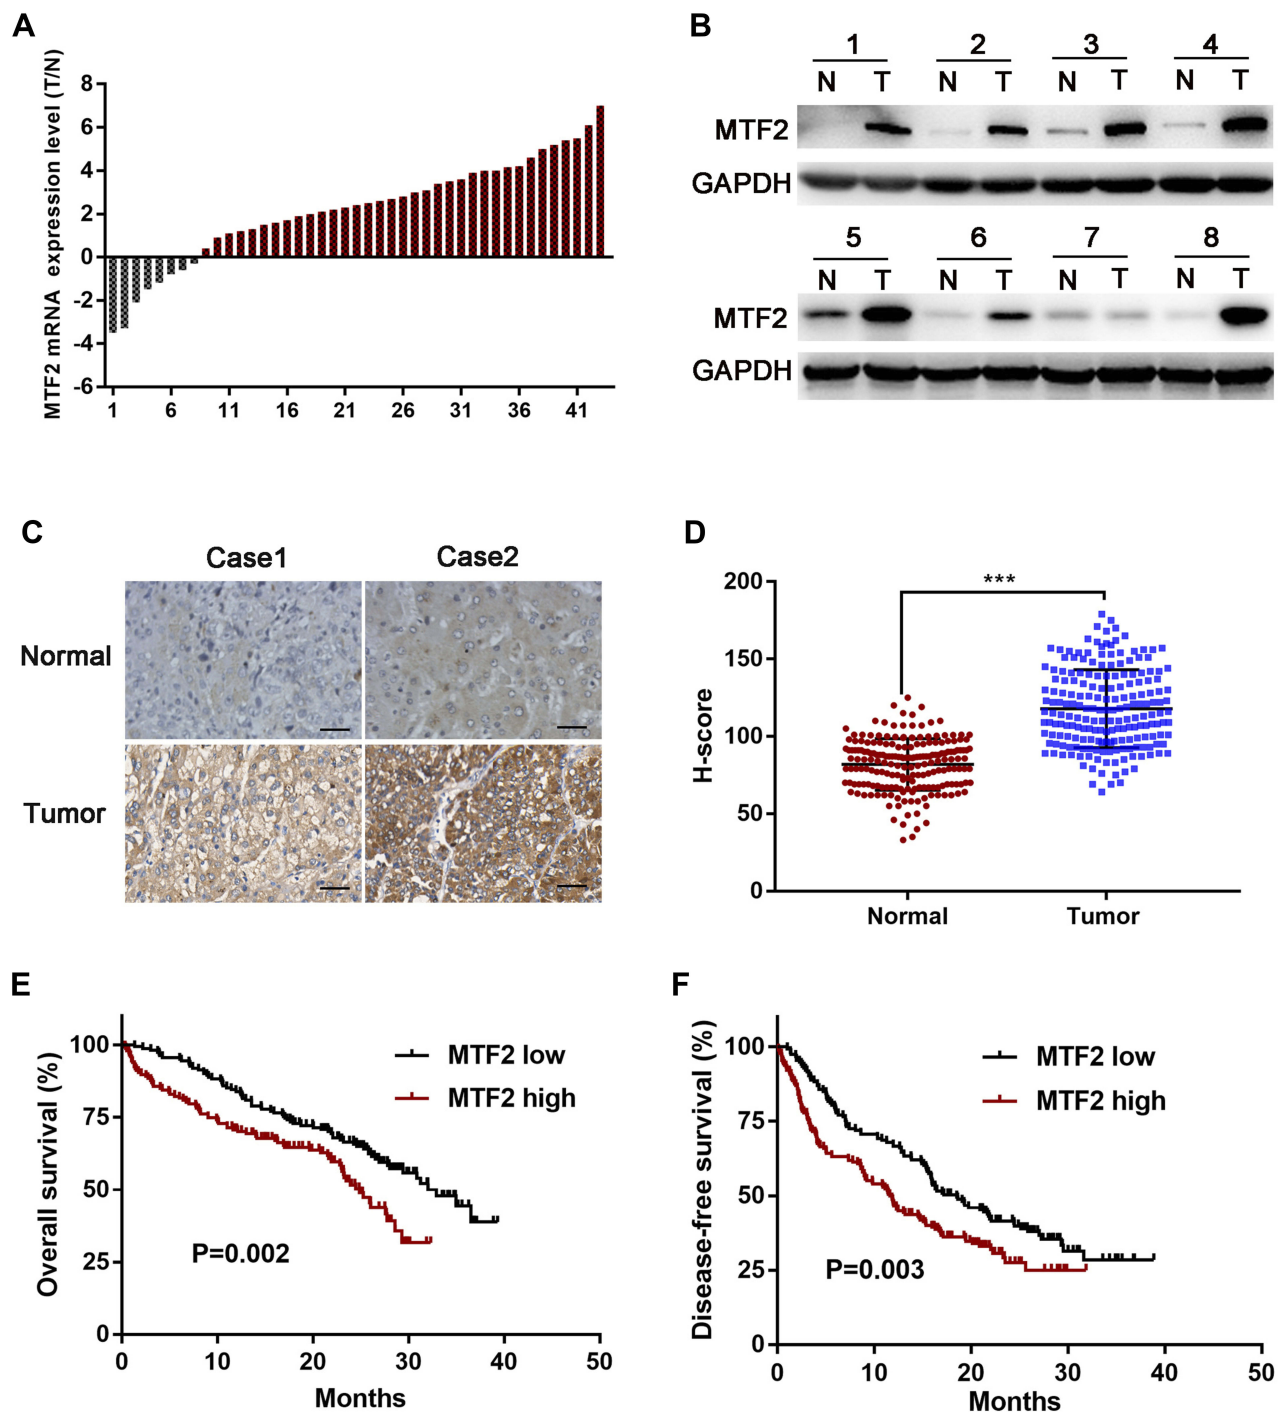 A
MTF2 mRNA expression level (T/N)
8
6
4
2
0
-2
-4
-6
1 6 11 16 21 26 31 36 41
B
1 2 3 4
N T N T N T N T
MTF2
GAPDH
5 6 7 8
N T N T N T N T
MTF2
GAPDH
C
Case1 Case2
Normal
Tumor
D
H-score
200
150
100
50
0
***
Normal Tumor
E
Overall survival (%)
100
75
50
25
0
MTF2 low
MTF2 high
P=0.002
0 10 20 30 40 50
Months
F
Disease-free survival (%)
100
75
50
25
0
MTF2 low
MTF2 high
P=0.003
0 10 20 30 40 50
Months